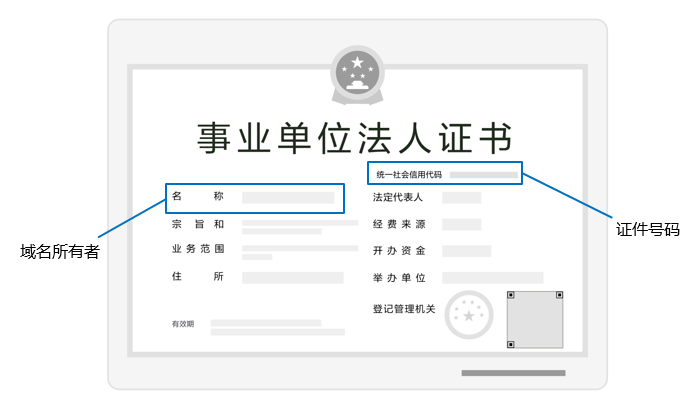 事业单位法人证书
统一社会信用代码
名 称
法定代表人
宗 旨 和
业 务 范 围
经 费 来 源
开 办 资 金
住 所
举 办 单 位
登记管理机关
有效期
域名所有者
证件号码